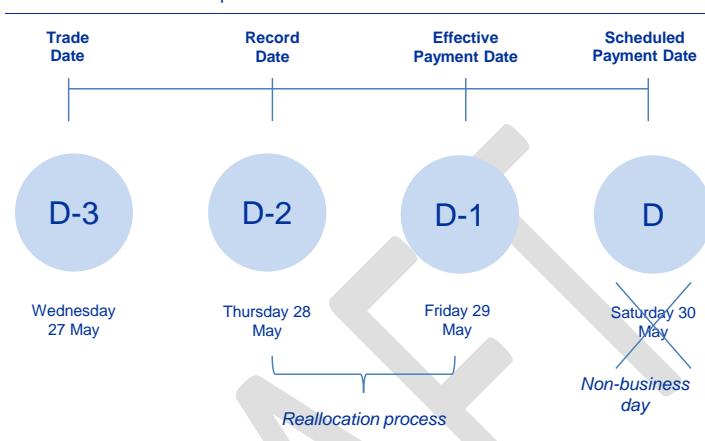 Trade
Date
Record
Date
Effective
Payment Date
Scheduled
Payment Date
D-3
D-2
D-1
D
Wednesday
27 May
Thursday 28
May
Friday 29
May
Saturday 30
May
Non-business
day
Reallocation process